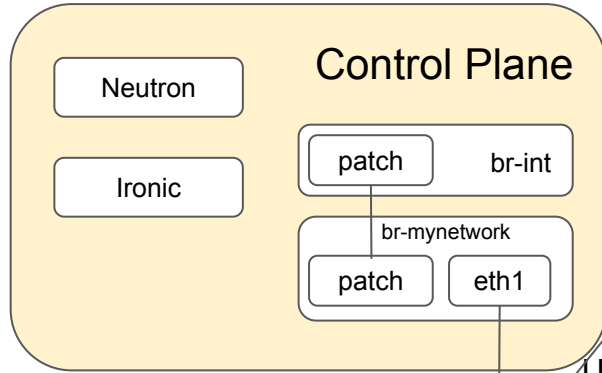 Control Plane
Neutron
Ironic
patch
br-int
br-mynetwork
patch
eth1